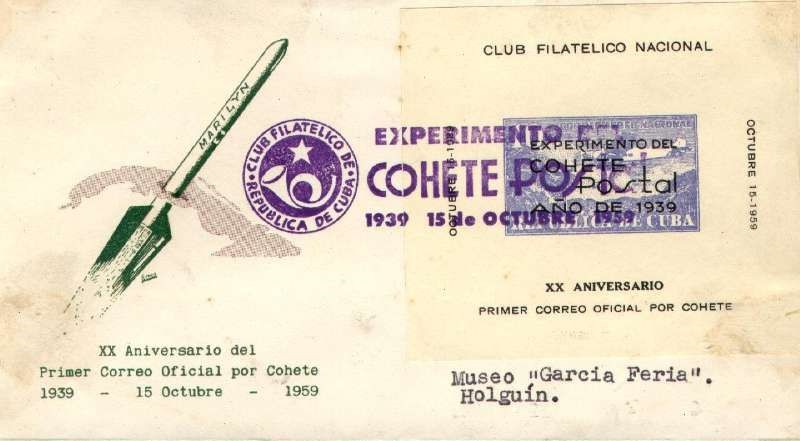 MARILYN
CLUB FILATELICO DE
REPUBLICA DE CUBA
EXPERIMENTO DEL
COHETE POSTAL
1939 15 de OCTUBRE 1959
CLUB FILATELICO NACIONAL
OCTUBRE 15-1959
EXPERIMENTO DEL
COHETE
Postal
AÑO DE 1939
REPUBLICA DE CUBA
OCTUBRE 15-1959
XX ANIVERSARIO
PRIMER CORREO OFICIAL POR COHETE
XX Aniversario del
Primer Correo Oficial por Cohete
1939 - 15 Octubre - 1959
Museo "Garcia Feria".
Holguín.